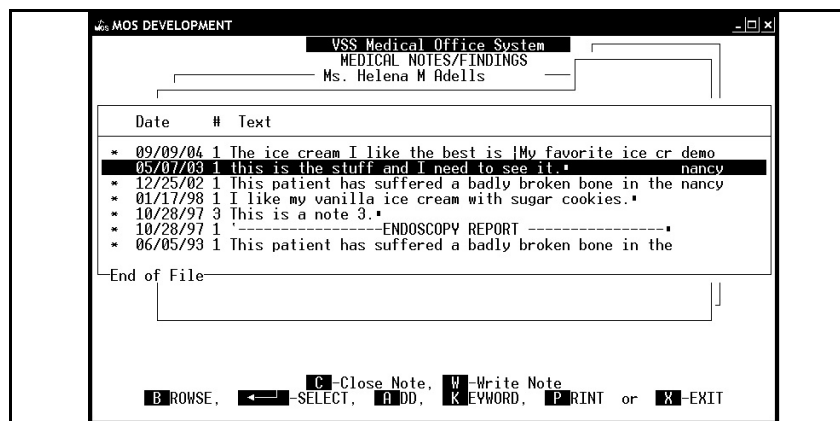 MOS DEVELOPMENT
VSS Medical Office System
MEDICAL NOTES/FINDINGS
Ms. Helena M Adells
Date # Text
* 09/09/04 1 The ice cream I like the best is |My favorite ice cr demo
05/07/03 1 this is the stuff and I need to see it. nancy
* 12/25/02 1 This patient has suffered a badly broken bone in the nancy
* 01/17/98 1 I like my vanilla ice cream with sugar cookies.
* 10/28/97 3 This is a note 3.
* 10/28/97 1 '-----------------ENDOSCOPY REPORT ----------------
* 06/05/93 1 This patient has suffered a badly broken bone in the
End of File
C-Close Note, W-Write Note
BROWSE, -SELECT, ADD, KEYWORD, PRINT or X-EXIT